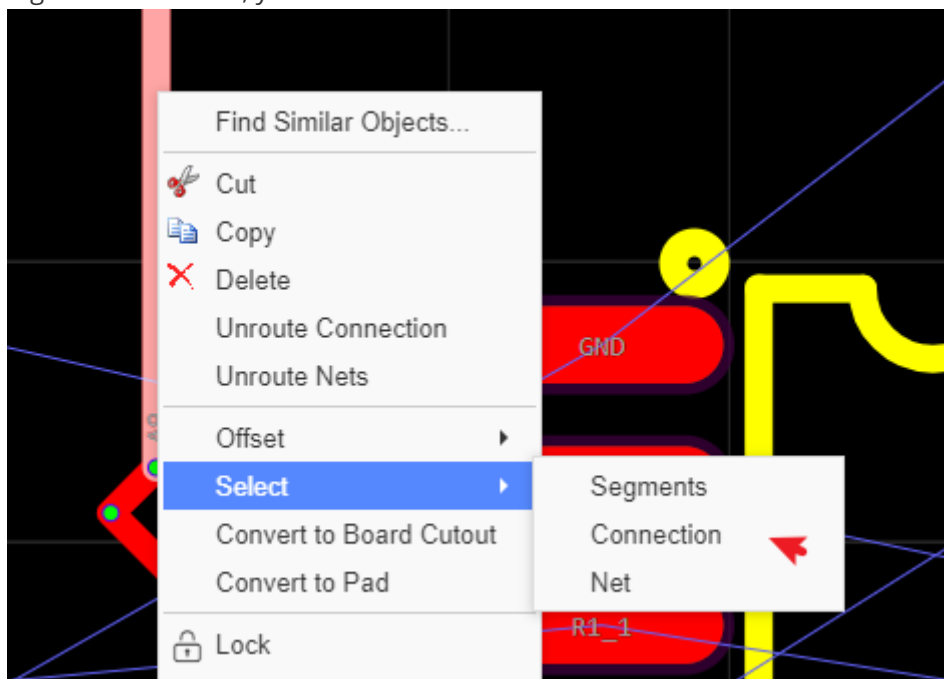 Find Similar Objects...
Cut
Copy
Delete
Unroute Connection
Unroute Nets
GND
Offset
Select
Segments
Convert to Board Cutout
Connection
Convert to Pad
Net
Lock
R1_1